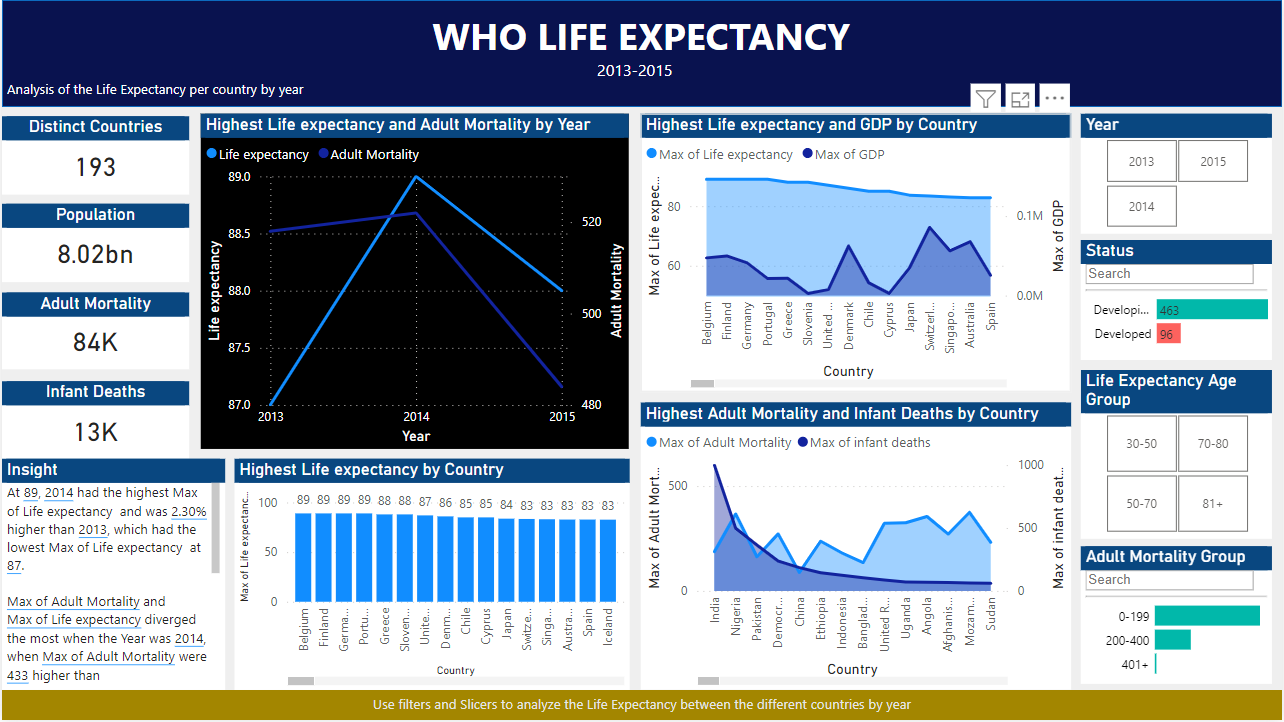 WHO LIFE EXPECTANCY
2013-2015
Analysis of the Life Expectancy per country by year
Distinct Countries
193
Population
8.02bn
Adult Mortality
84K
Infant Deaths
13K
Highest Life expectancy and Adult Mortality by Year
Life expectancy Adult Mortality
89.0
88.5
88.0
87.5
87.0
Life expectancy
520
500
480
Adult Mortality
2013 2014 2015
Year
Highest Life expectancy and GDP by Country
Max of Life expectancy Max of GDP
80
60
Max of Life expec...
0.1M
0.0M
Max of GDP
Belgium
Finland
Germany
Portugal
Greece
Slovenia
United ...
Denmark
Chile
Cyprus
Japan
Switzerl...
Singapo...
Australia
Spain
Country
Year
2013 2015
2014
Status
Search
Developi... 463
Developed 96
Life Expectancy Age
Group
30-50 70-80
50-70 81+
Adult Mortality Group
Search
0-199
200-400
401+
Insight
At 89, 2014 had the highest Max
of Life expectancy and was 2.30%
higher than 2013, which had the
lowest Max of Life expectancy at
87.
Max of Adult Mortality and
Max of Life expectancy diverged
the most when the Year was 2014,
when Max of Adult Mortality were
433 higher than
Highest Life expectancy by Country
100
50
0
Max of Life expectanc...
89 89 89 89 88 88 87 86 85 85 84 83 83 83 83 83
Belgium
Finland
Germa...
Portu...
Greece
Sloven...
Unite...
Denm...
Chile
Cyprus
Japan
Switze...
Singa...
Austra...
Spain
Iceland
Country
Highest Adult Mortality and Infant Deaths by Country
Max of Adult Mortality Max of infant deaths
500
0
Max of Adult Mort...
1000
500
0
Max of infant deat...
India
Nigeria
Pakistan
Democr...
China
Ethiopia
Indonesia
Banglad...
United R...
Uganda
Angola
Afghanis...
Mozam...
Sudan
Country
Use filters and Slicers to analyze the Life Expectancy between the different countries by year